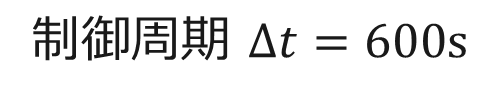 制御周期 Δt = 600s